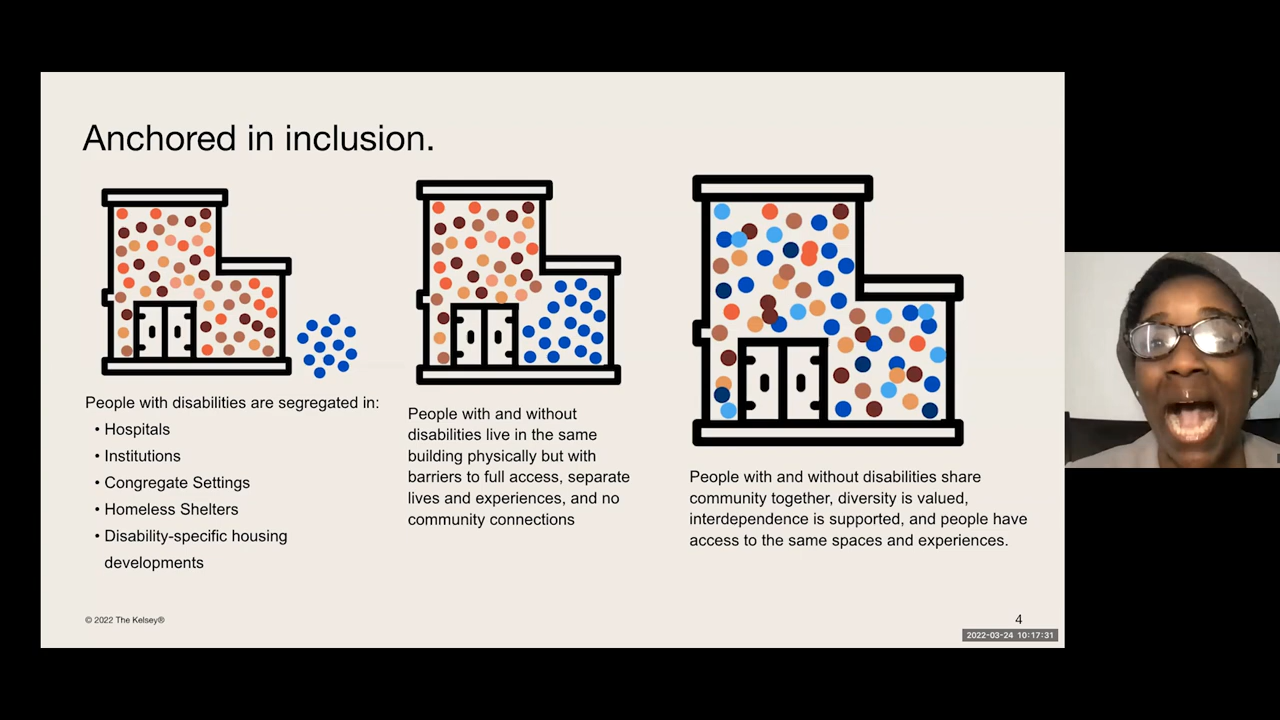 Anchored in inclusion.
People with disabilities are segregated in:
• Hospitals
• Institutions
• Congregate Settings
• Homeless Shelters
• Disability-specific housing
developments
People with and without
disabilities live in the same
building physically but with
barriers to full access, separate
lives and experiences, and no
community connections
People with and without disabilities share
community together, diversity is valued,
interdependence is supported, and people have
access to the same spaces and experiences.
© 2022 The Kelsey®
4
2022-03-24 10:17:31